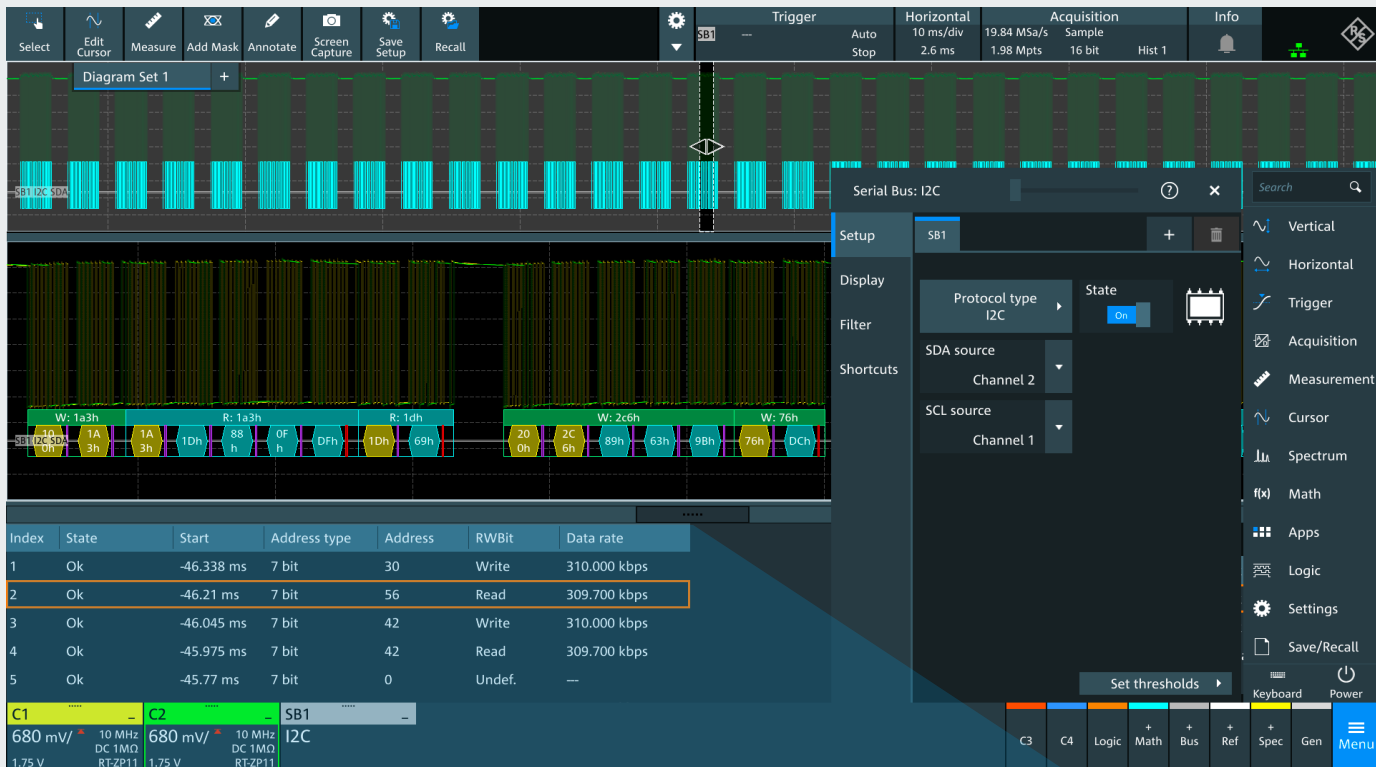 Trigger Horizontal Acquisition Info
SB1 --- Auto 10 ms/div 19.84 MSa/s Sample
Stop 2.6 ms 1.98 Mpts 16 bit Hist 1
Select Edit Cursor Measure Add Mask Annotate Screen Capture Save Setup Recall
R&S
Diagram Set 1 +
SB1 I2C SDA
Serial Bus: I2C ? ×
Setup
Display
Filter
Shortcuts
SB1 +
Protocol type
I2C
State
On
SDA source
Channel 2
SCL source
Channel 1
Set thresholds
Search
Vertical
Horizontal
Trigger
Acquisition
Measurement
Cursor
Spectrum
f(x) Math
Apps
Logic
Settings
Save/Recall
Keyboard Power
W: 1a3h R: 1a3h R: 1dh W: 2c6h W: 76h
SB1 I2C SDA
100h 1A3h 1A3h 1Dh 88h 0Fh DFh 1Dh 69h 200h 2C6h 89h 63h 9Bh 76h DCh
Index State Start Address type Address RWBit Data rate
1 Ok -46.338 ms 7 bit 30 Write 310.000 kbps
2 Ok -46.21 ms 7 bit 56 Read 309.700 kbps
3 Ok -46.045 ms 7 bit 42 Write 310.000 kbps
4 Ok -45.975 ms 7 bit 42 Read 309.700 kbps
5 Ok -45.77 ms 7 bit 0 Undef. ---
C1
680 mV/ 10 MHz
DC 1MΩ
1.75 V RT-ZP11
C2
680 mV/ 10 MHz
DC 1MΩ
1.75 V RT-ZP11
SB1
I2C
C3 C4 Logic + Math + Bus + Ref + Spec Gen Menu